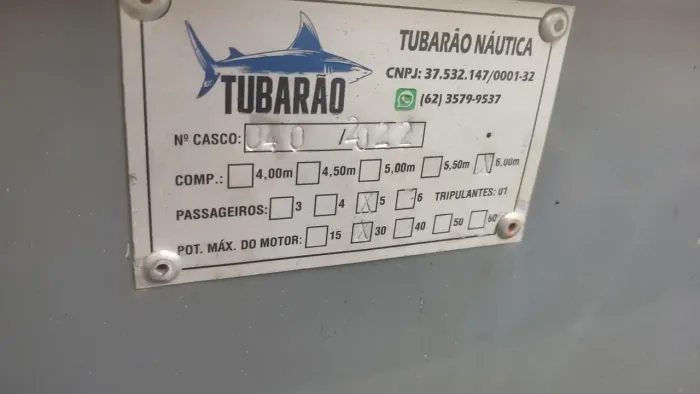 TUBARÃO
TUBARÃO NÁUTICA
CNPJ: 37.532.147/0001-32
(62) 3579-9537
Nº CASCO: 040 / 2022
COMP.: 4,00m 4,50m 5,00m 5,50m X 6,00m
PASSAGEIROS: 3 4 X 5 6 TRIPULANTES: 01
POT. MÁX. DO MOTOR: 15 X 30 40 50 60